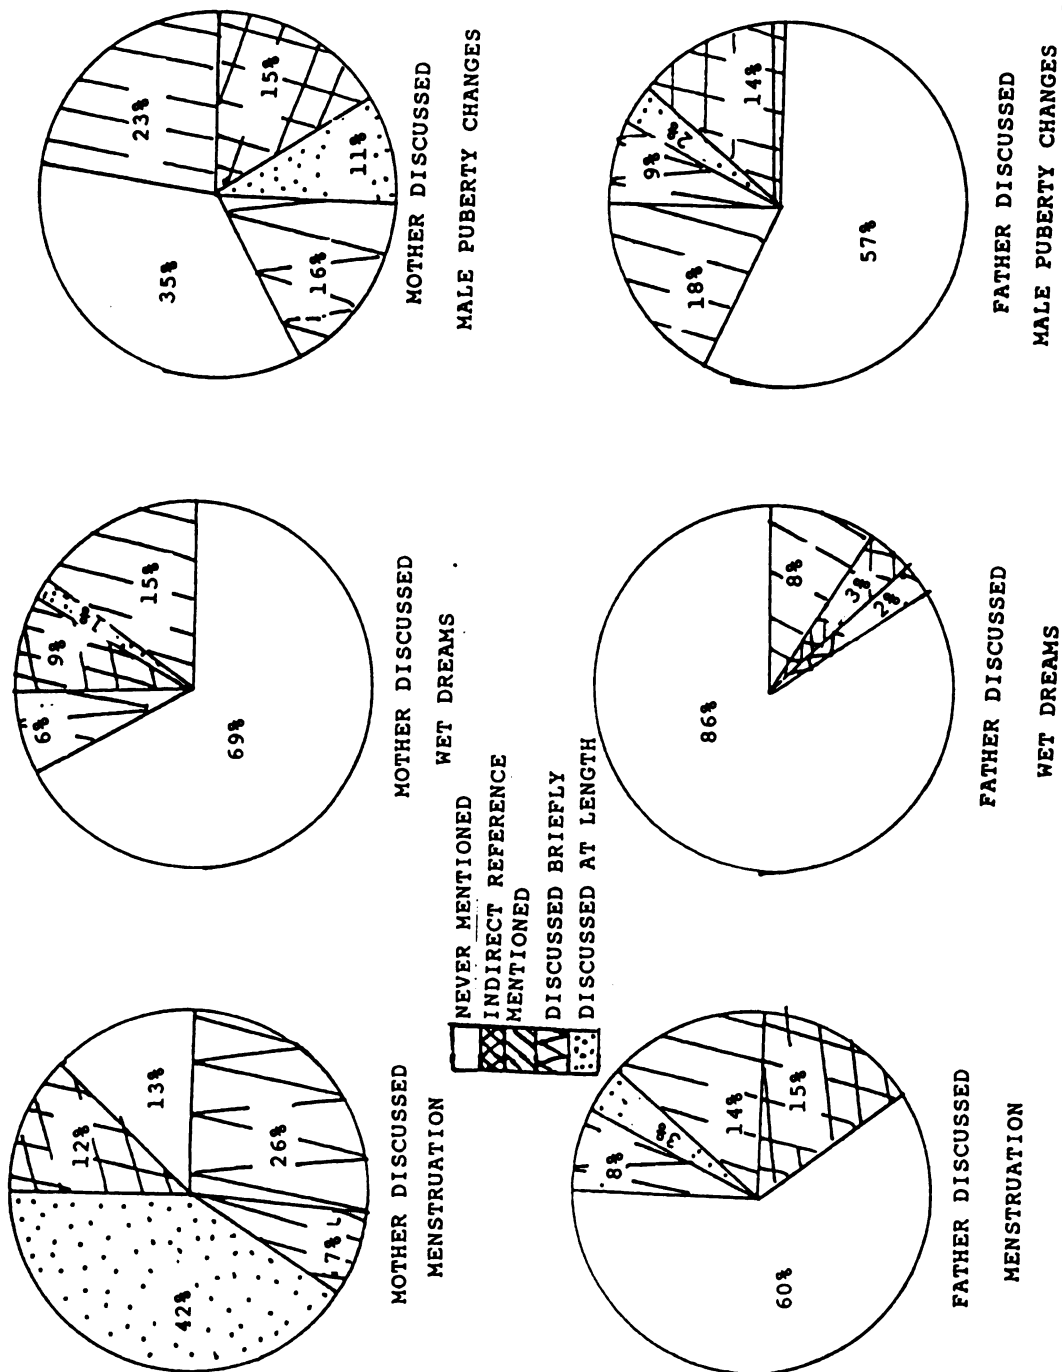 42%
12%
13%
26%
7%
MOTHER DISCUSSED
MENSTRUATION
6%
9%
1%
15%
69%
MOTHER DISCUSSED
WET DREAMS
35%
23%
15%
11%
16%
MOTHER DISCUSSED
MALE PUBERTY CHANGES
NEVER MENTIONED
INDIRECT REFERENCE
MENTIONED
DISCUSSED BRIEFLY
DISCUSSED AT LENGTH
8%
3%
14%
15%
60%
FATHER DISCUSSED
MENSTRUATION
86%
8%
3%
2%
FATHER DISCUSSED
WET DREAMS
18%
9%
2%
14%
57%
FATHER DISCUSSED
MALE PUBERTY CHANGES